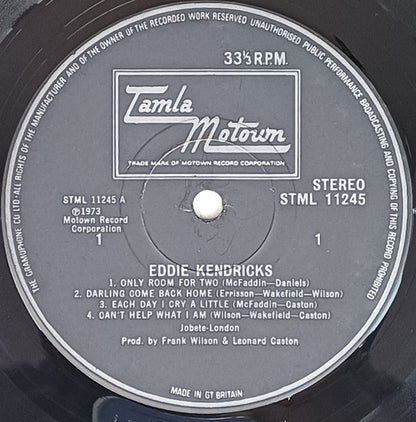 THE GRAMOPHONE CO LTD·ALL RIGHTS OF THE MANUFACTURER AND OF THE OWNER OF THE RECORDED WORK RESERVED UNAUTHORISED PUBLIC PERFORMANCE BROADCASTING AND COPYING OF THIS RECORD PROHIBITED
33⅓ R.P.M.
Tamla
Motown
TRADE MARK OF MOTOWN RECORD CORPORATION
STML 11245 A
℗1973
Motown Record
Corporation
1
STEREO
STML 11245
1
EDDIE KENDRICKS
1. ONLY ROOM FOR TWO (McFaddin—Daniels)
2. DARLING COME BACK HOME (Errisson—Wakefield—Wilson)
3. EACH DAY I CRY A LITTLE (McFaddin—Caston)
4. CAN'T HELP WHAT I AM (Wilson—Wakefield—Caston)
Jobete-London
Prod. by Frank Wilson & Leonard Caston
MADE IN GT BRITAIN